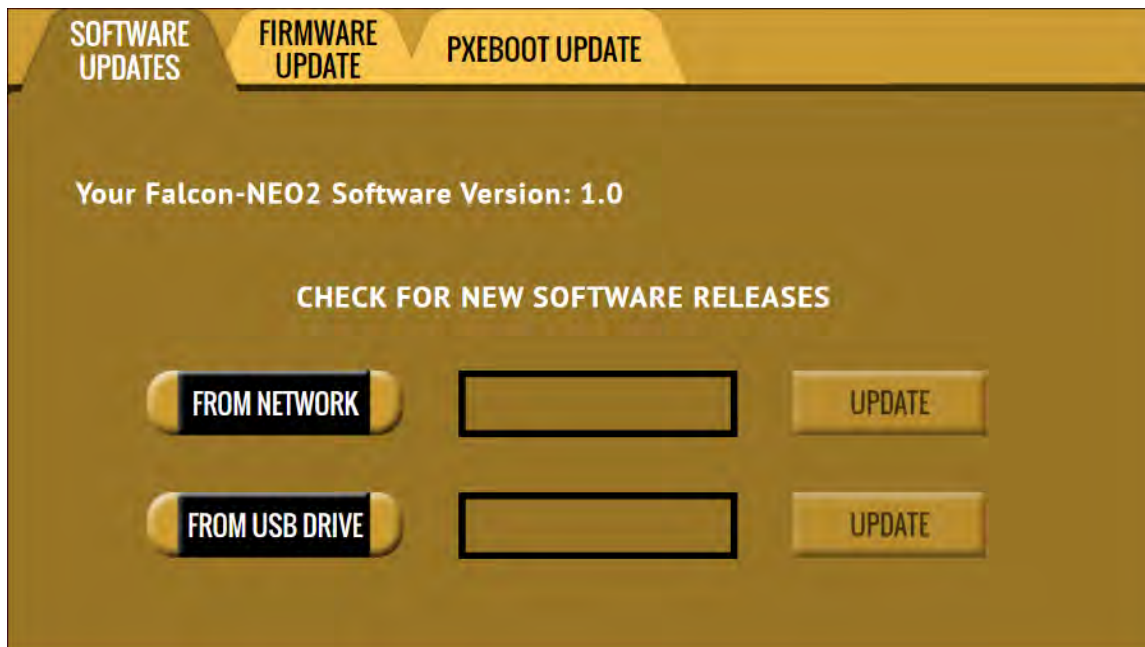 SOFTWARE
UPDATES
FIRMWARE
UPDATE
PXEBOOT UPDATE
Your Falcon-NEO2 Software Version: 1.0
CHECK FOR NEW SOFTWARE RELEASES
FROM NETWORK
UPDATE
FROM USB DRIVE
UPDATE